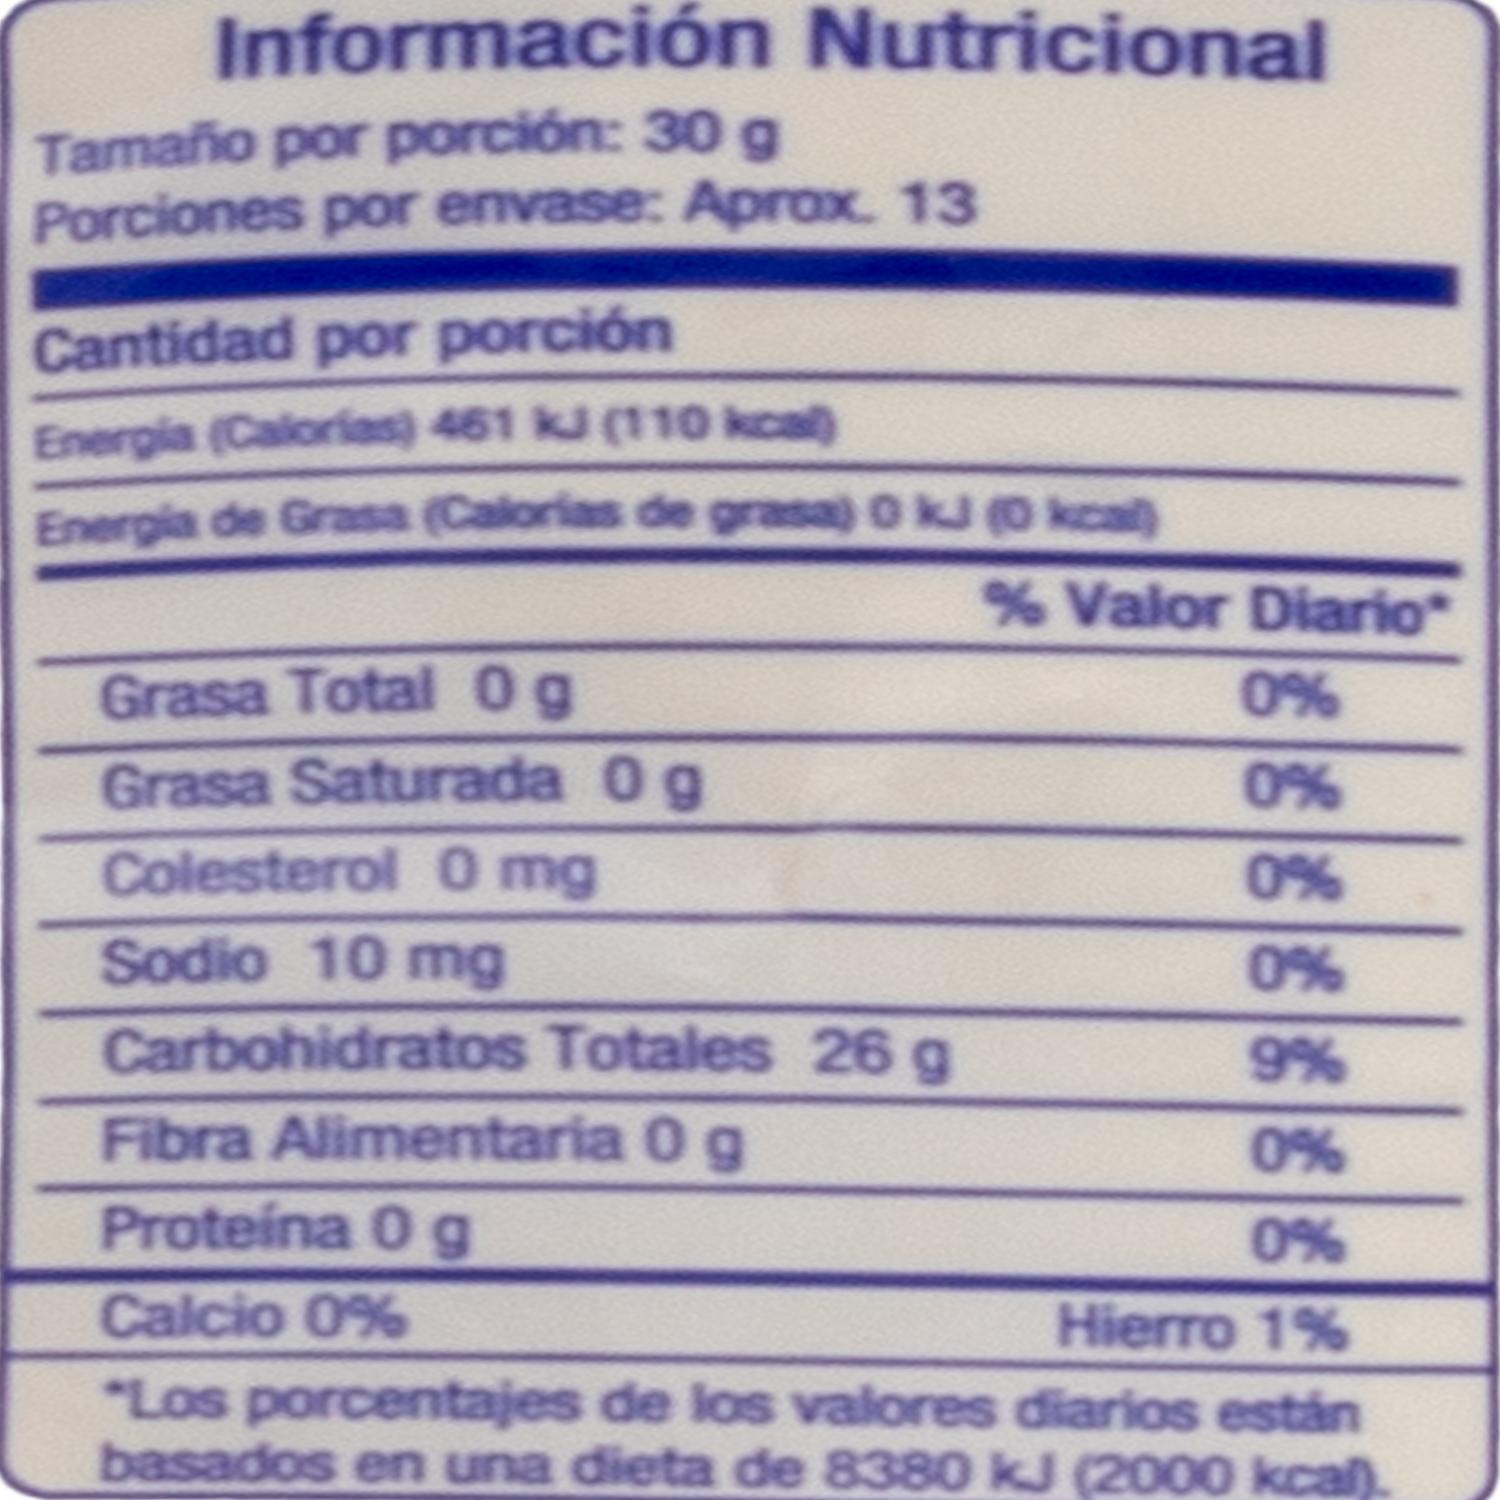 Información Nutricional
Tamaño por porción: 30 g
Porciones por envase: Aprox. 13
Cantidad por porción
Energía (Calorías) 461 kJ (110 kcal)
Energía de Grasa (Calorías de grasa) 0 kJ (0 kcal)
% Valor Diario*
Grasa Total 0 g 0%
Grasa Saturada 0 g 0%
Colesterol 0 mg 0%
Sodio 10 mg 0%
Carbohidratos Totales 26 g 9%
Fibra Alimentaria 0 g 0%
Proteína 0 g 0%
Calcio 0% Hierro 1%
*Los porcentajes de los valores diarios están
basados en una dieta de 8380 kJ (2000 kcal).